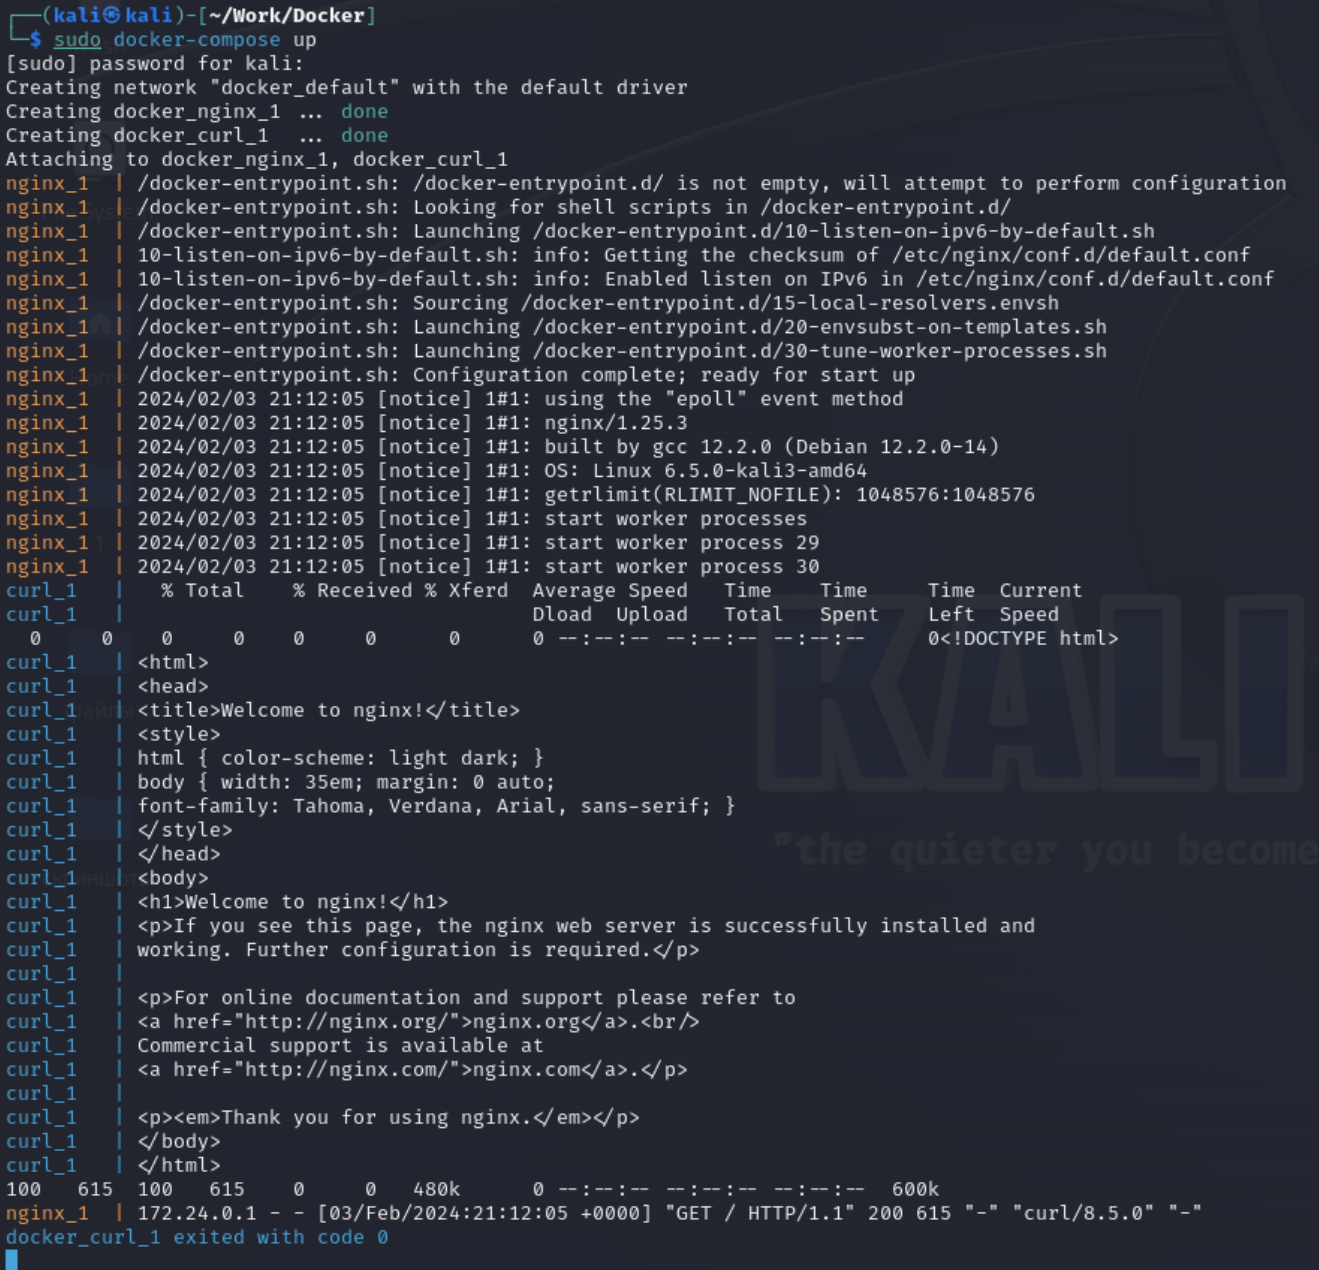 ┌──(kali㉿kali)-[~/Work/Docker]
└─$ sudo docker-compose up
[sudo] password for kali:
Creating network "docker_default" with the default driver
Creating docker_nginx_1 ... done
Creating docker_curl_1  ... done
Attaching to docker_nginx_1, docker_curl_1
nginx_1  | /docker-entrypoint.sh: /docker-entrypoint.d/ is not empty, will attempt to perform configuration
nginx_1  | /docker-entrypoint.sh: Looking for shell scripts in /docker-entrypoint.d/
nginx_1  | /docker-entrypoint.sh: Launching /docker-entrypoint.d/10-listen-on-ipv6-by-default.sh
nginx_1  | 10-listen-on-ipv6-by-default.sh: info: Getting the checksum of /etc/nginx/conf.d/default.conf
nginx_1  | 10-listen-on-ipv6-by-default.sh: info: Enabled listen on IPv6 in /etc/nginx/conf.d/default.conf
nginx_1  | /docker-entrypoint.sh: Sourcing /docker-entrypoint.d/15-local-resolvers.envsh
nginx_1  | /docker-entrypoint.sh: Launching /docker-entrypoint.d/20-envsubst-on-templates.sh
nginx_1  | /docker-entrypoint.sh: Launching /docker-entrypoint.d/30-tune-worker-processes.sh
nginx_1  | /docker-entrypoint.sh: Configuration complete; ready for start up
nginx_1  | 2024/02/03 21:12:05 [notice] 1#1: using the "epoll" event method
nginx_1  | 2024/02/03 21:12:05 [notice] 1#1: nginx/1.25.3
nginx_1  | 2024/02/03 21:12:05 [notice] 1#1: built by gcc 12.2.0 (Debian 12.2.0-14)
nginx_1  | 2024/02/03 21:12:05 [notice] 1#1: OS: Linux 6.5.0-kali3-amd64
nginx_1  | 2024/02/03 21:12:05 [notice] 1#1: getrlimit(RLIMIT_NOFILE): 1048576:1048576
nginx_1  | 2024/02/03 21:12:05 [notice] 1#1: start worker processes
nginx_1  | 2024/02/03 21:12:05 [notice] 1#1: start worker process 29
nginx_1  | 2024/02/03 21:12:05 [notice] 1#1: start worker process 30
curl_1   |   % Total    % Received % Xferd  Average Speed   Time    Time     Time  Current
curl_1   |                                  Dload  Upload   Total   Spent    Left  Speed
  0     0    0     0    0     0      0      0 --:--:-- --:--:-- --:--:--     0<!DOCTYPE html>
curl_1   | <html>
curl_1   | <head>
curl_1   | <title>Welcome to nginx!</title>
curl_1   | <style>
curl_1   | html { color-scheme: light dark; }
curl_1   | body { width: 35em; margin: 0 auto;
curl_1   | font-family: Tahoma, Verdana, Arial, sans-serif; }
curl_1   | </style>
curl_1   | </head>
curl_1   | <body>
curl_1   | <h1>Welcome to nginx!</h1>
curl_1   | <p>If you see this page, the nginx web server is successfully installed and
curl_1   | working. Further configuration is required.</p>
curl_1   |
curl_1   | <p>For online documentation and support please refer to
curl_1   | <a href="http://nginx.org/">nginx.org</a>.<br/>
curl_1   | Commercial support is available at
curl_1   | <a href="http://nginx.com/">nginx.com</a>.</p>
curl_1   |
curl_1   | <p><em>Thank you for using nginx.</em></p>
curl_1   | </body>
curl_1   | </html>
100   615  100   615    0     0   480k      0 --:--:-- --:--:-- --:--:--  600k
nginx_1  | 172.24.0.1 - - [03/Feb/2024:21:12:05 +0000] "GET / HTTP/1.1" 200 615 "-" "curl/8.5.0" "-"
docker_curl_1 exited with code 0
KALI
"the quieter you become